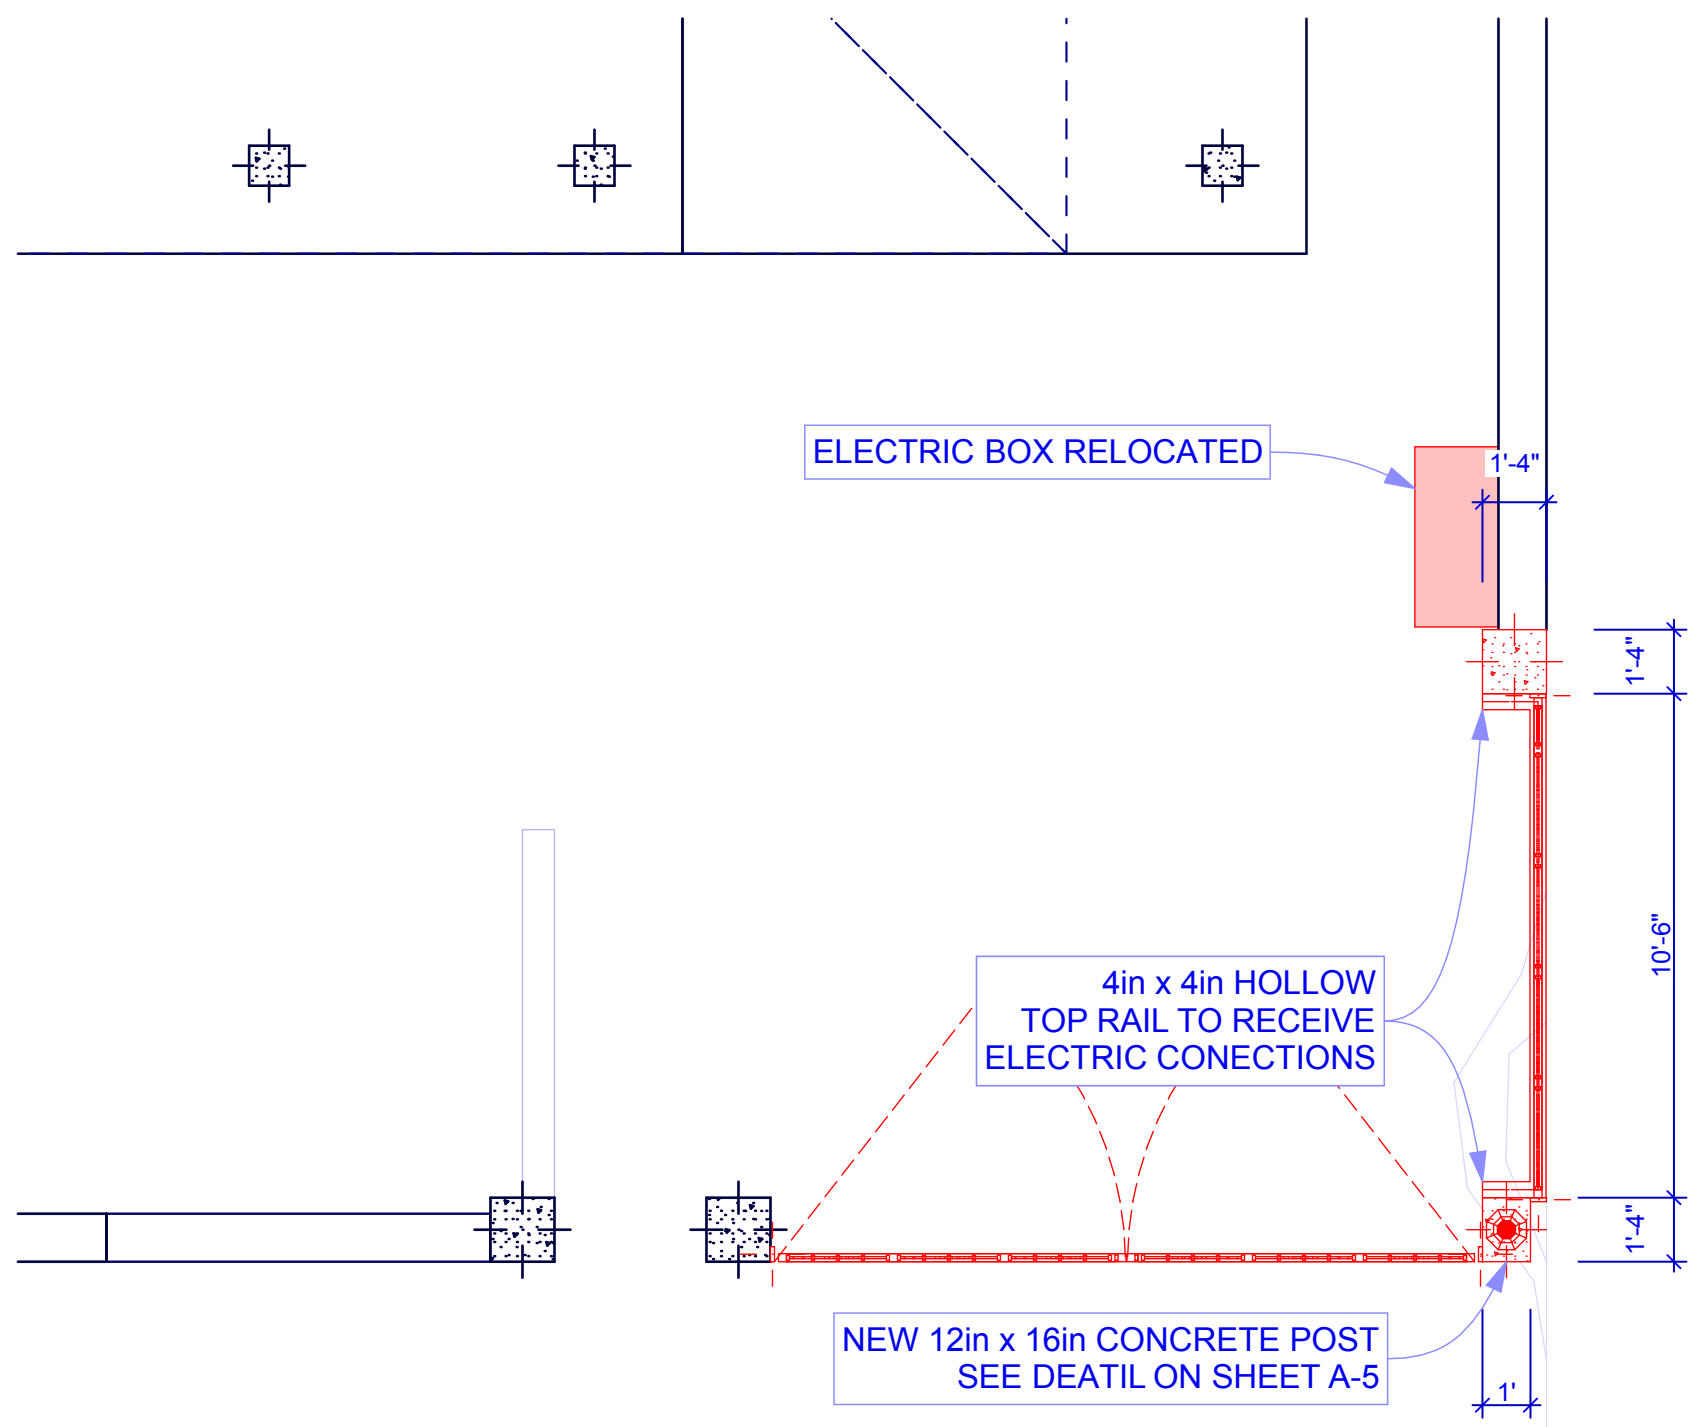 ELECTRIC BOX RELOCATED
1'-4"
1'-4"
10'-6"
4in x 4in HOLLOW
TOP RAIL TO RECEIVE
ELECTRIC CONECTIONS
1'-4"
NEW 12in x 16in CONCRETE POST
SEE DEATIL ON SHEET A-5
1'